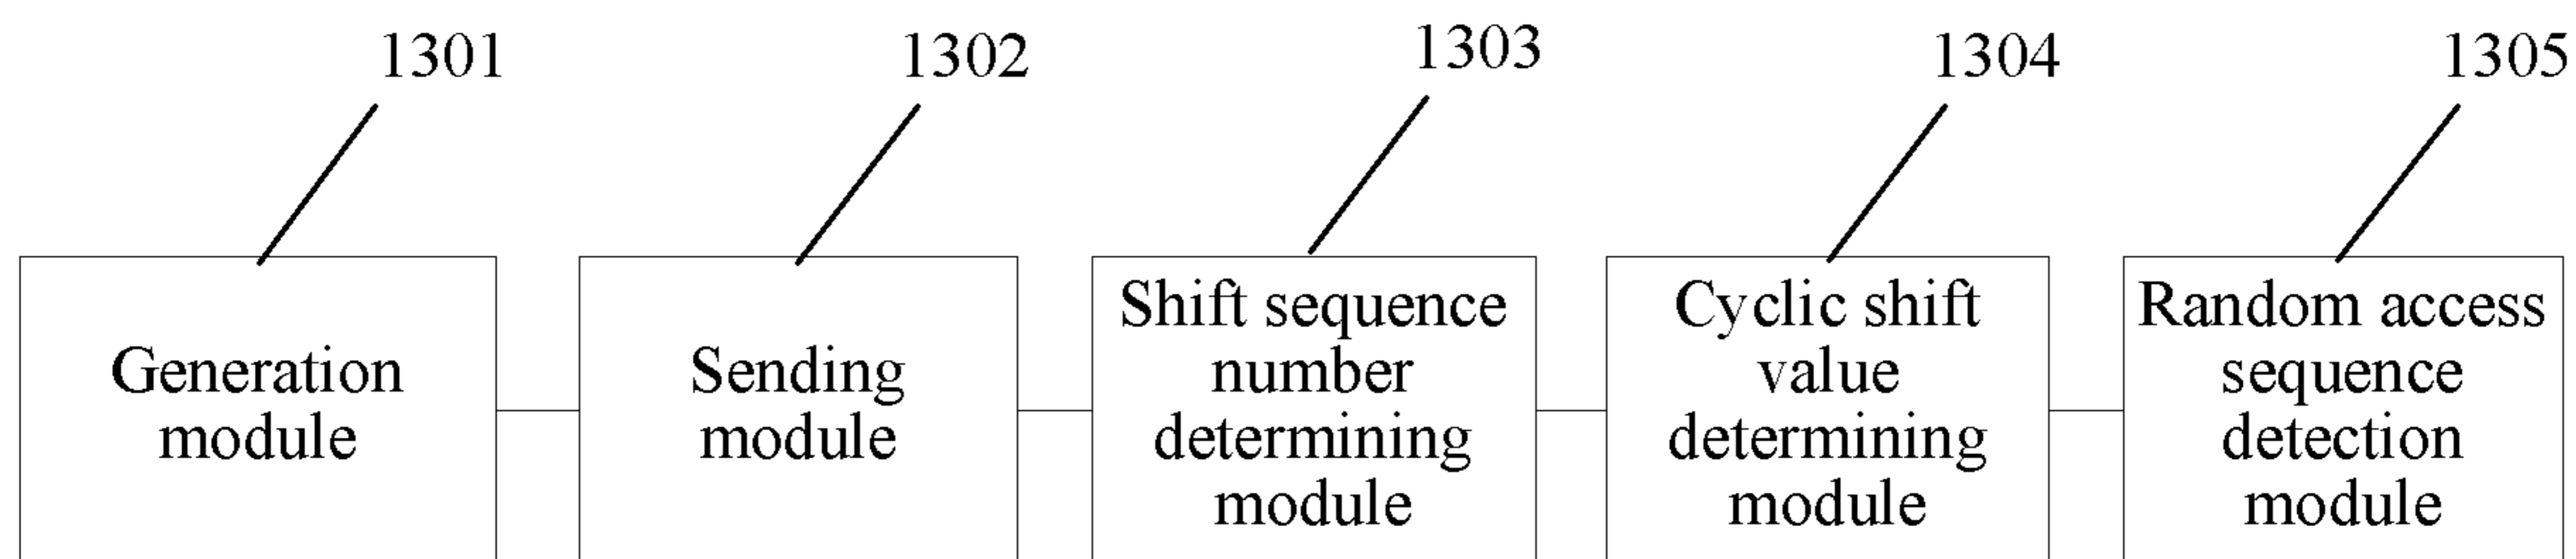 1301
1302
1303
1304
1305
Generation
module
Sending
module
Shift sequence
number
determining
module
Cyclic shift
value
determining
module
Random access
sequence
detection
module